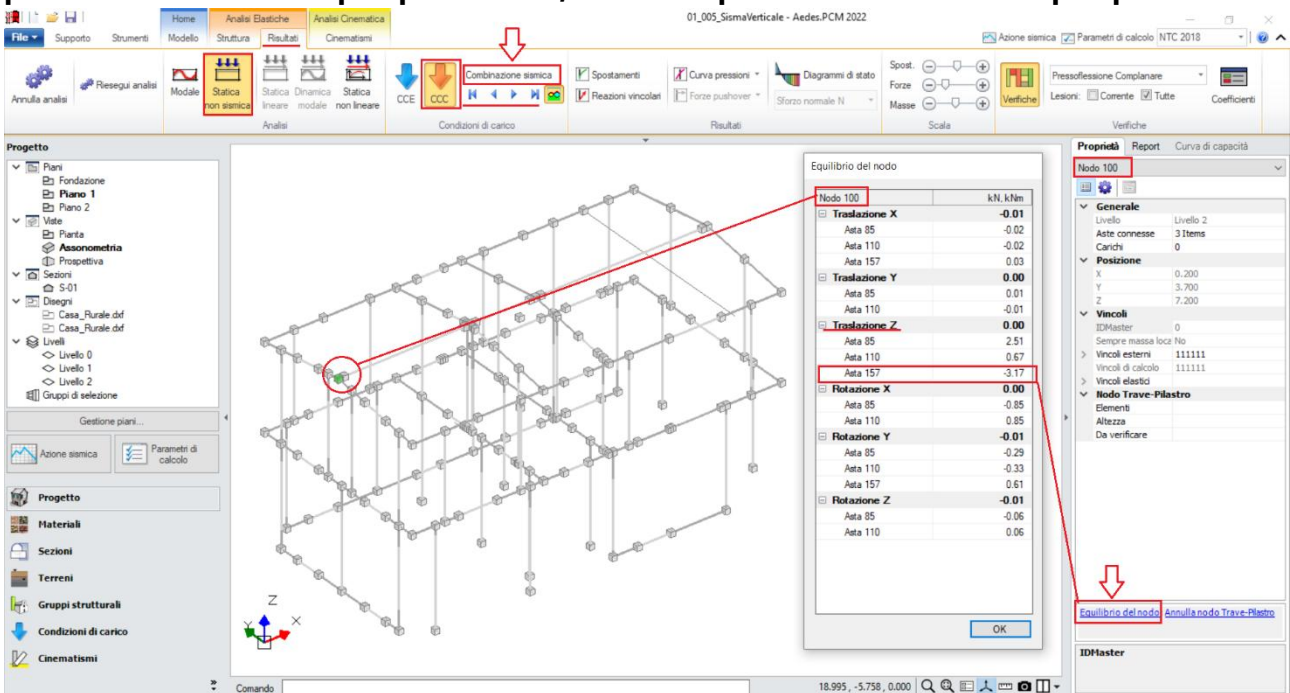 Home Analisi Elastiche Analisi Cinematica 01_005_SismaVerticale - Aedes.PCM 2022
File Supporto Strumenti Modello Struttura Risultati Cinematismi Azione sismica Parametri di calcolo NTC 2018
Annulla analisi
Riesegui analisi
Modale
Statica non sismica
Statica lineare
Dinamica modale
Statica non lineare
Analisi
CCE
CCC
Combinazione sismica
Condizioni di carico
Spostamenti
Reazioni vincolari
Curva pressioni
Forze pushover
Diagrammi di stato
Sforzo normale N
Risultati
Spost.
Forze
Masse
Scala
Verifiche
Pressoflessione Complanare
Lesioni: Corrente Tutte
Coefficienti
Verifiche
Progetto
Piani
Fondazione
Piano 1
Piano 2
Viste
Pianta
Assonometria
Prospettiva
Sezioni
S-01
Disegni
Casa_Rurale.dxf
Casa_Rurale.dxf
Livelli
Livello 0
Livello 1
Livello 2
Gruppi di selezione
Gestione piani...
Azione sismica
Parametri di calcolo
Progetto
Materiali
Sezioni
Terreni
Gruppi strutturali
Condizioni di carico
Cinematismi
Z
Y
X
Equilibrio del nodo
Nodo 100 kN, kNm
Traslazione X -0.01
Asta 85 -0.02
Asta 110 -0.02
Asta 157 0.03
Traslazione Y 0.00
Asta 85 0.01
Asta 110 -0.01
Traslazione Z 0.00
Asta 85 2.51
Asta 110 0.67
Asta 157 -3.17
Rotazione X 0.00
Asta 85 -0.85
Asta 110 0.85
Rotazione Y -0.01
Asta 85 -0.29
Asta 110 -0.33
Asta 157 0.61
Rotazione Z -0.01
Asta 85 -0.06
Asta 110 0.06
OK
Proprietà Report Curva di capacità
Nodo 100
Generale
Livello Livello 2
Aste connesse 3 Items
Carichi 0
Posizione
X 0.200
Y 3.700
Z 7.200
Vincoli
IDMaster 0
Sempre massa loca No
Vincoli esterni 111111
Vincoli di calcolo 111111
Vincoli elastici
Nodo Trave-Pilastro
Elementi
Altezza
Da verificare
Equilibrio del nodo Annulla nodo Trave-Pilastro
IDMaster
Comando
18.995 , -5.758 , 0.000